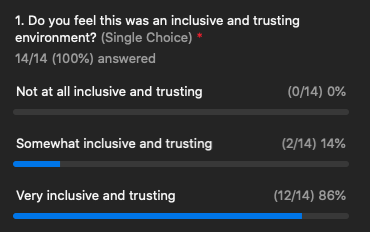 1. Do you feel this was an inclusive and trusting
environment? (Single Choice) *
14/14 (100%) answered
Not at all inclusive and trusting (0/14) 0%
Somewhat inclusive and trusting (2/14) 14%
Very inclusive and trusting (12/14) 86%